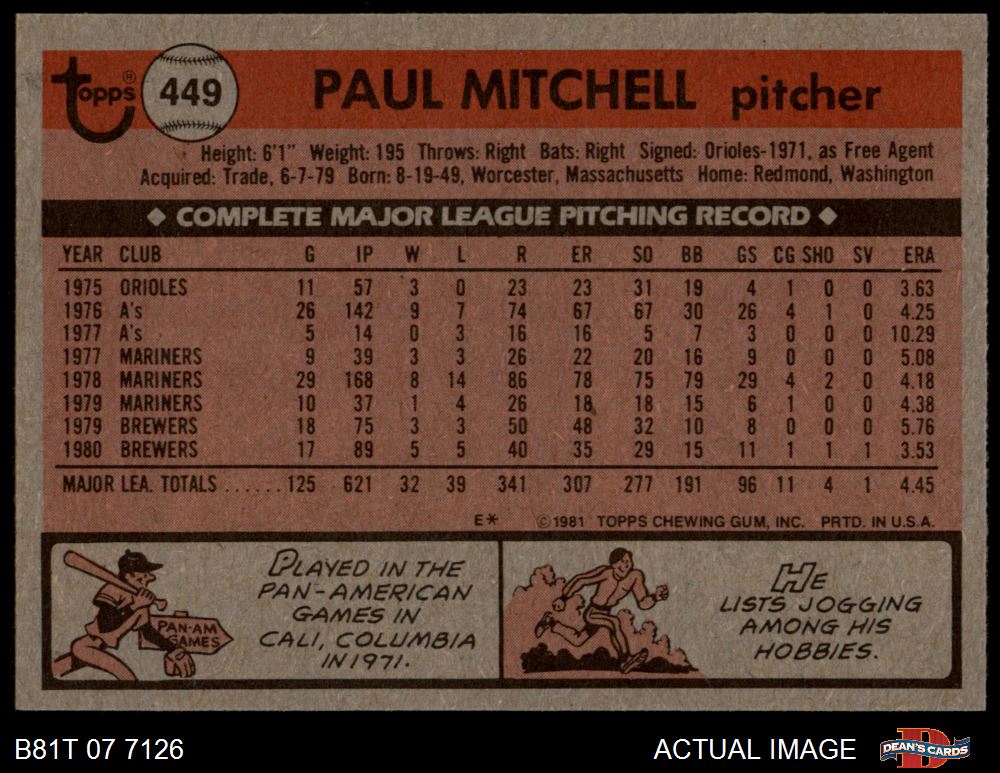 Topps® 449 PAUL MITCHELL pitcher
Height: 6'1" Weight: 195 Throws: Right Bats: Right Signed: Orioles-1971, as Free Agent
Acquired: Trade, 6-7-79 Born: 8-19-49, Worcester, Massachusetts Home: Redmond, Washington
◆ COMPLETE MAJOR LEAGUE PITCHING RECORD ◆
YEAR CLUB G IP W L R ER SO BB GS CG SHO SV ERA
1975 ORIOLES 11 57 3 0 23 23 31 19 4 1 0 0 3.63
1976 A's 26 142 9 7 74 67 67 30 26 4 1 0 4.25
1977 A's 5 14 0 3 16 16 5 7 3 0 0 0 10.29
1977 MARINERS 9 39 3 3 26 22 20 16 9 0 0 0 5.08
1978 MARINERS 29 168 8 14 86 78 75 79 29 4 2 0 4.18
1979 MARINERS 10 37 1 4 26 18 18 15 6 1 0 0 4.38
1979 BREWERS 18 75 3 3 50 48 32 10 8 0 0 0 5.76
1980 BREWERS 17 89 5 5 40 35 29 15 11 1 1 1 3.53
MAJOR LEA. TOTALS ......125 621 32 39 341 307 277 191 96 11 4 1 4.45
E* ©1981 TOPPS CHEWING GUM, INC. PRTD. IN U.S.A.
PLAYED IN THE
PAN-AMERICAN
GAMES IN
CALI, COLUMBIA
IN 1971.
PAN-AM
GAMES
HE
LISTS JOGGING
AMONG HIS
HOBBIES.
B81T 07 7126 ACTUAL IMAGE DEAN'S CARDS